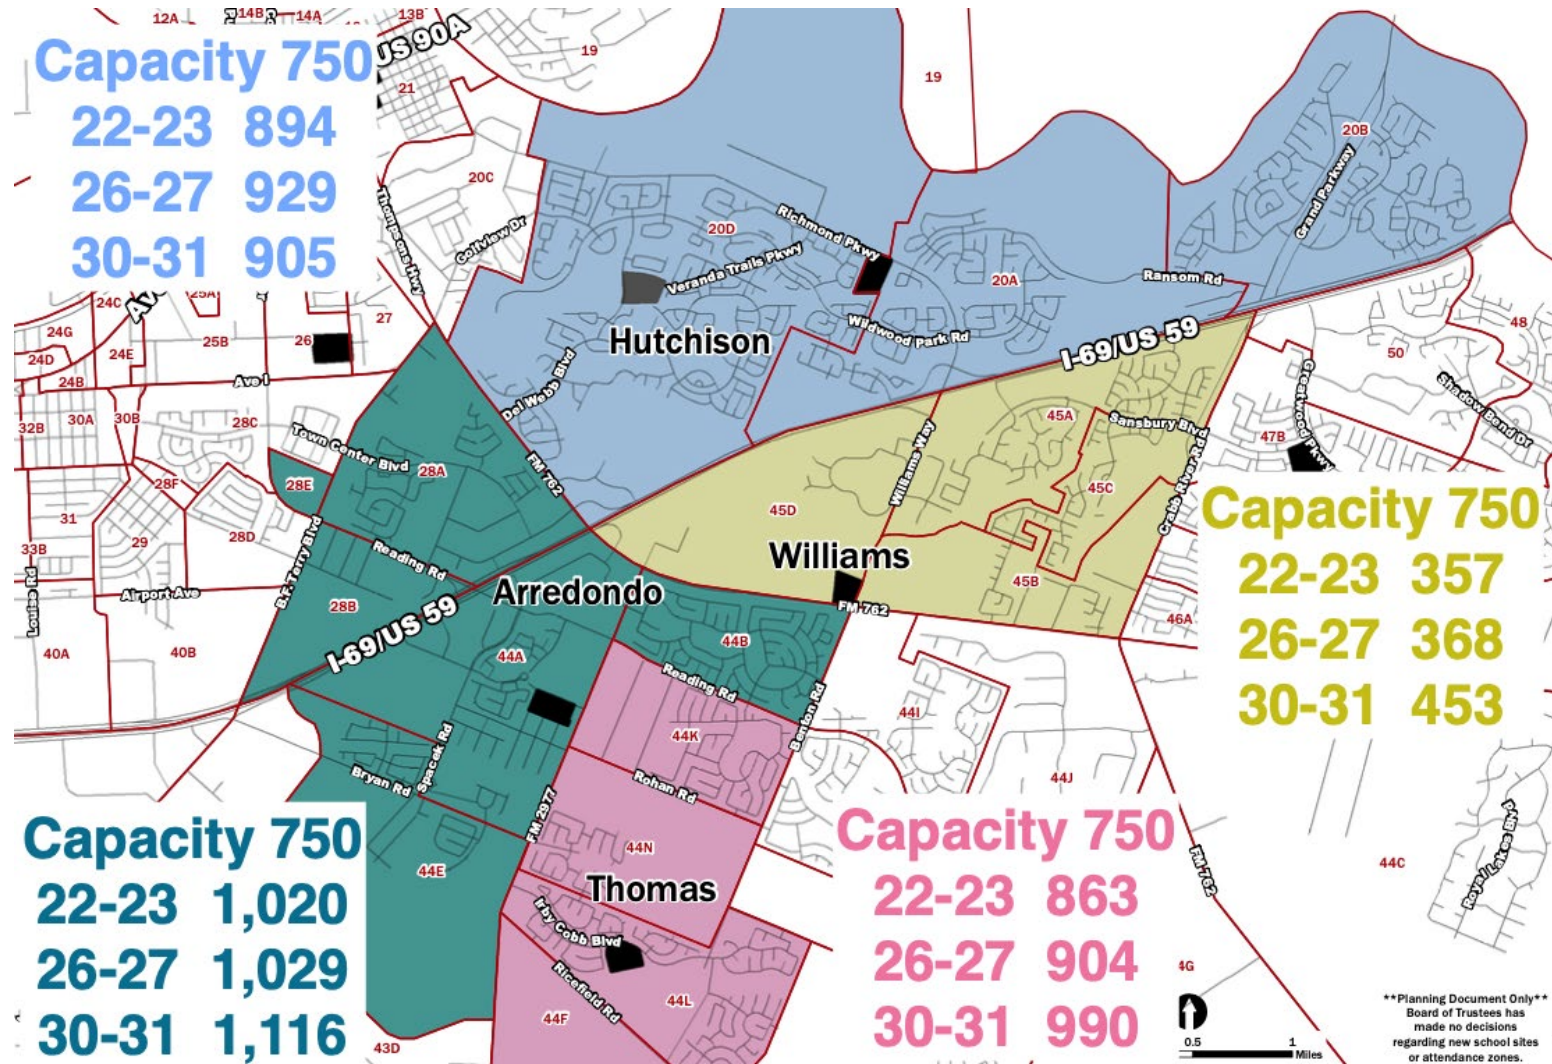 12A
14B
14A
13B
US 90A
19
19
21
20C
20B
Capacity 750
22-23 894
26-27 929
30-31 905
Thompsons Hwy
Golfview Dr
20D
Richmond Pkwy
Veranda Trails Pkwy
Grand Parkway
20A
Ransom Rd
Hutchison
Wildwood Park Rd
I-69/US 59
Del Webb Blvd
24C
25A
24G
24D
24E
24B
25B
26
27
Ave I
32B
30A
30B
28C
Town Center Blvd
28A
FM 762
28E
28F
31
29
28D
33B
Louise Rd
Airport Ave
B.F. Terry Blvd
Reading Rd
28B
40A
40B
I-69/US 59
Arredondo
44A
44B
45A
Sansbury Blvd
Williams Way
45C
45D
Williams
45B
FM 762
Crabb River Rd
Greatwood Pkwy
47B
48
50
Shadow Bend Dr
46A
Capacity 750
22-23 357
26-27 368
30-31 453
Reading Rd
44K
Benton Rd
44I
44J
Spacek Rd
Bryan Rd
Rohan Rd
FM 2977
44E
44N
Thomas
Irby Cobb Blvd
Ricefield Rd
44L
44F
43D
Capacity 750
22-23 1,020
26-27 1,029
30-31 1,116
Capacity 750
22-23 863
26-27 904
30-31 990
FM 762
44C
Royal Lakes Blvd
4G
0.5 1
Miles
**Planning Document Only**
Board of Trustees has
made no decisions
regarding new school sites
or attendance zones.